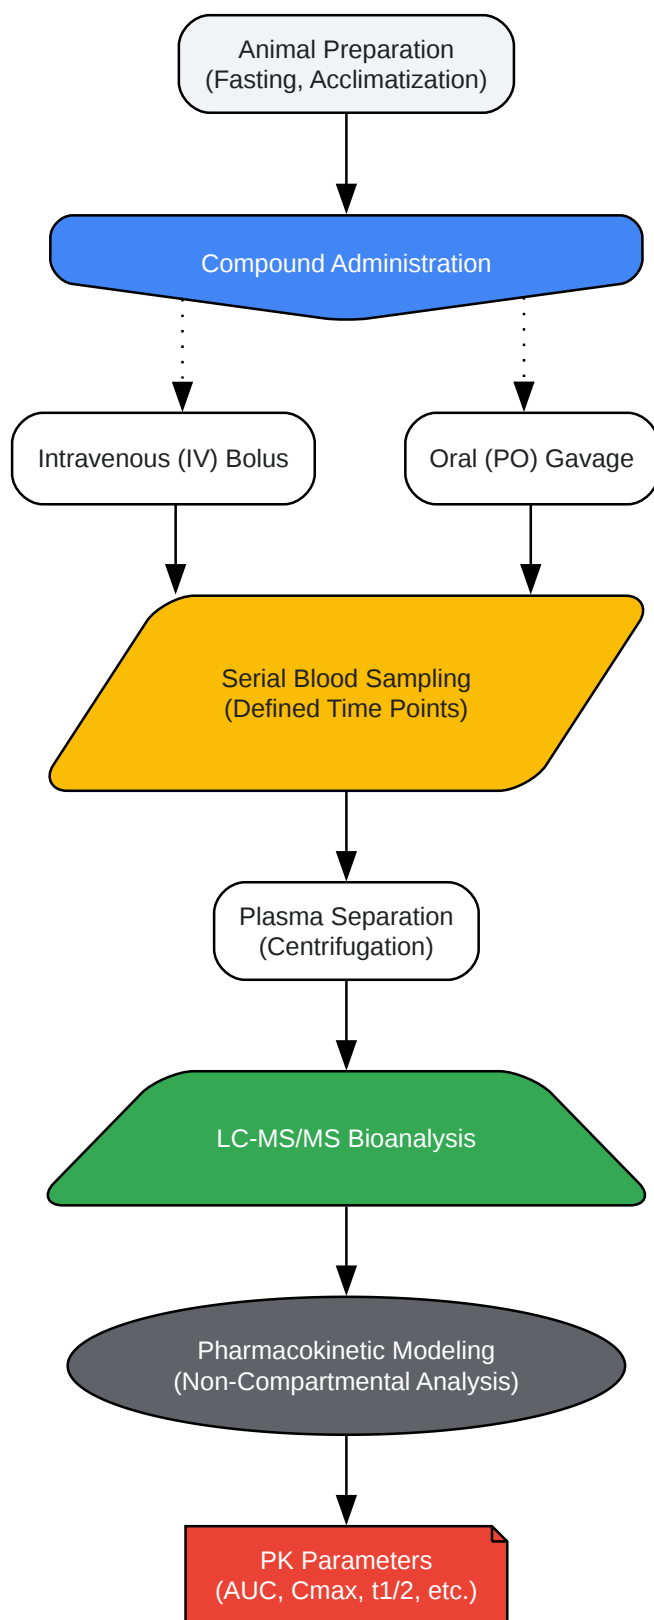 Animal Preparation
(Fasting, Acclimatization)
Compound Administration
Intravenous (IV) Bolus
Oral (PO) Gavage
Serial Blood Sampling
(Defined Time Points)
Plasma Separation
(Centrifugation)
LC-MS/MS Bioanalysis
Pharmacokinetic Modeling
(Non-Compartmental Analysis)
PK Parameters
(AUC, Cmax, t1/2, etc.)